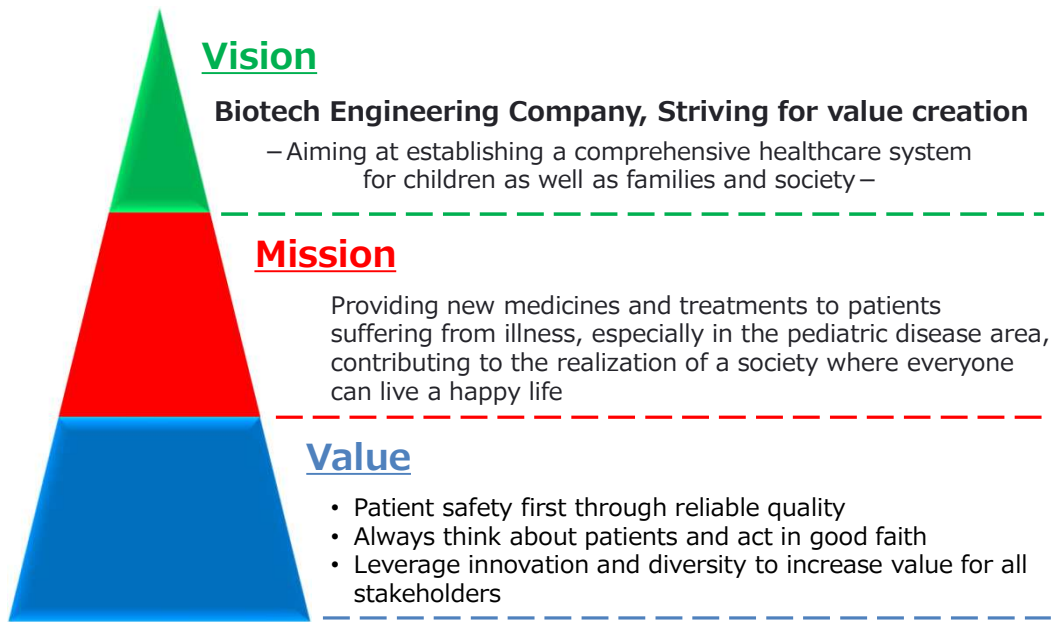 Vision
Biotech Engineering Company, Striving for value creation
－Aiming at establishing a comprehensive healthcare system
for children as well as families and society－
Mission
Providing new medicines and treatments to patients
suffering from illness, especially in the pediatric disease area,
contributing to the realization of a society where everyone
can live a happy life
Value
• Patient safety first through reliable quality
• Always think about patients and act in good faith
• Leverage innovation and diversity to increase value for all
stakeholders